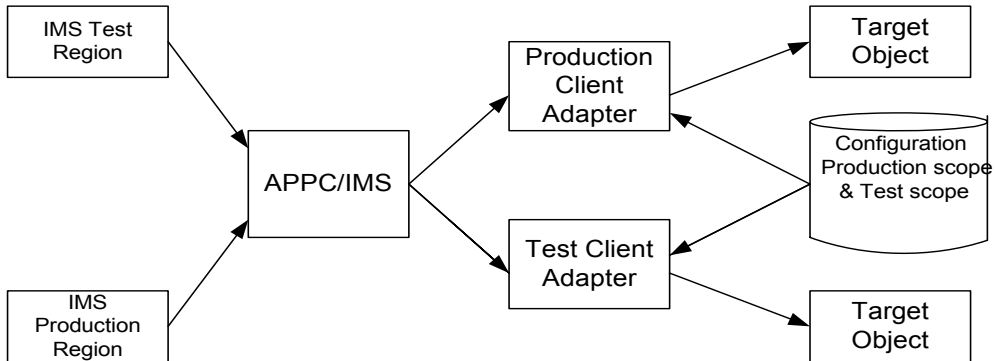 IMS Test
Region
Production
Client
Adapter
Target
Object
APPC/IMS
Configuration
Production scope
& Test scope
Test Client
Adapter
IMS
Production
Region
Target
Object